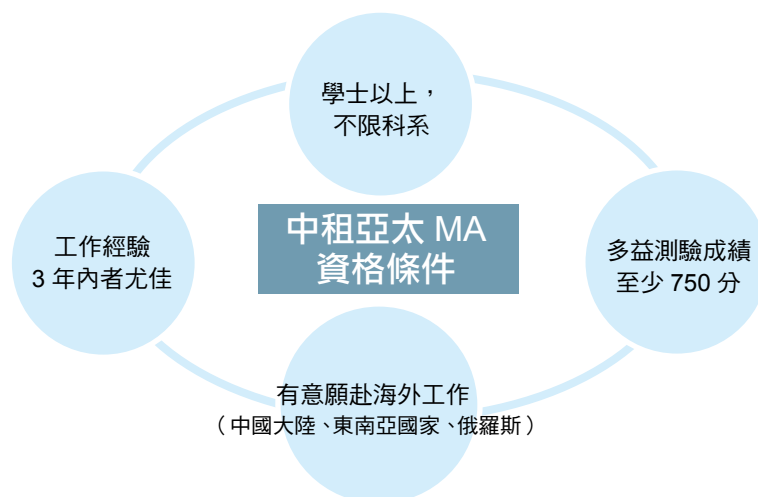 學士以上，
不限科系
中租亞太 MA
資格條件
工作經驗
3 年內者尤佳
多益測驗成績
至少 750 分
有意願赴海外工作
（中國大陸、東南亞國家、俄羅斯）